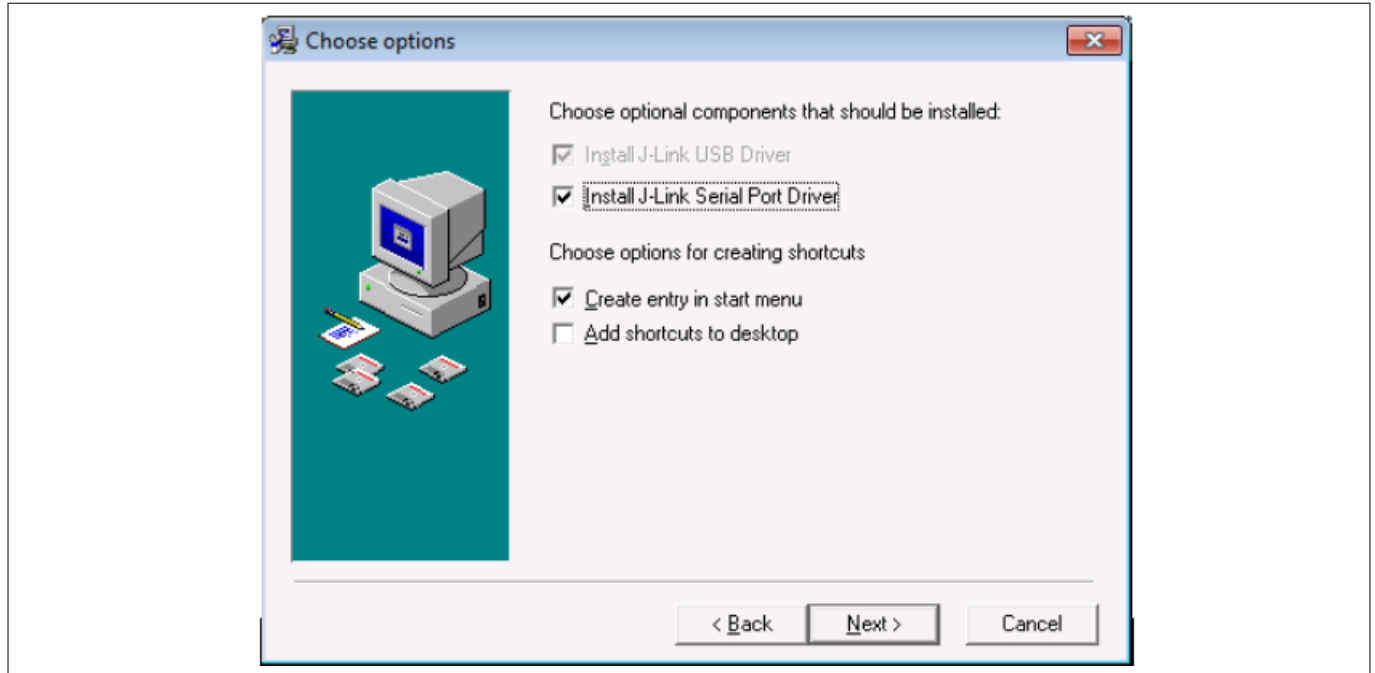 Choose options
Choose optional components that should be installed:
Install J-Link USB Driver
Install J-Link Serial Port Driver
Choose options for creating shortcuts
Create entry in start menu
Add shortcuts to desktop
< Back
Next >
Cancel